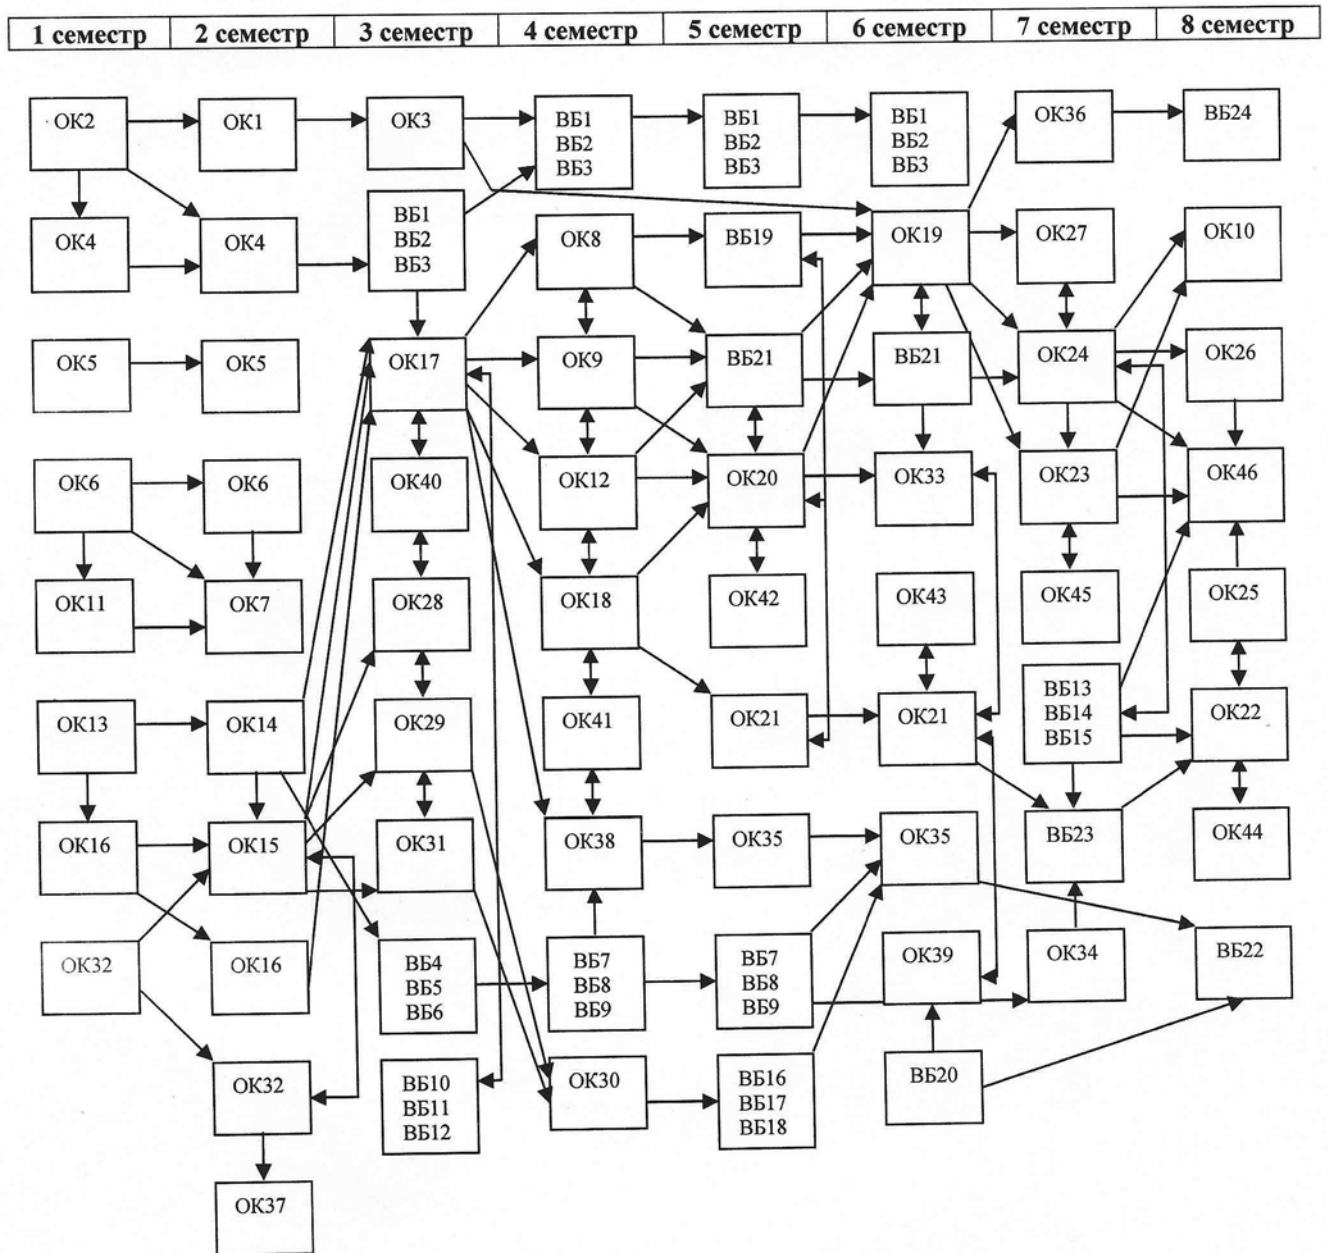 1 семестр 2 семестр 3 семестр 4 семестр 5 семестр 6 семестр 7 семестр 8 семестр
ОК2 ОК1 ОК3 ВБ1 ВБ1 ВБ1 ОК36 ВБ24
ВБ2 ВБ2 ВБ2
ВБ3 ВБ3 ВБ3
ОК4 ОК4 ВБ1 ОК8 ВБ19 ОК19 ОК27 ОК10
ВБ2
ВБ3
ОК5 ОК5 ОК17 ОК9 ВБ21 ВБ21 ОК24 ОК26
ОК6 ОК6 ОК40 ОК12 ОК20 ОК33 ОК23 ОК46
ОК11 ОК7 ОК28 ОК18 ОК42 ОК43 ОК45 ОК25
ОК13 ОК14 ОК29 ОК41 ОК21 ОК21 ВБ13 ОК22
ВБ14
ВБ15
ОК16 ОК15 ОК31 ОК38 ОК35 ОК35 ВБ23 ОК44
ОК32 ОК16 ВБ4 ВБ7 ВБ7 ОК39 ОК34 ВБ22
ВБ5 ВБ8 ВБ8
ВБ6 ВБ9 ВБ9
ОК32 ВБ10 ОК30 ВБ16 ВБ20
ВБ11 ВБ17
ВБ12 ВБ18
ОК37